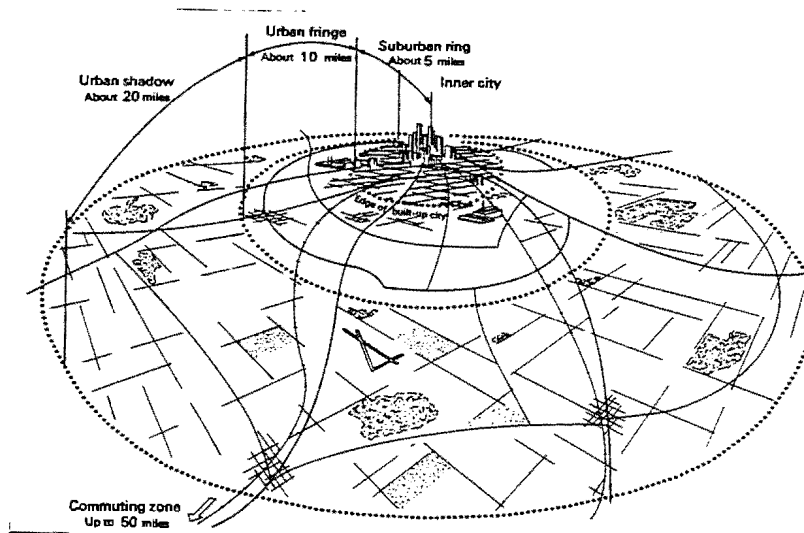 Urban fringe
About 10 miles
Suburban ring
About 5 miles
Inner city
Urban shadow
About 20 miles
Edge of
built-up city
Commuting zone
Up to 50 miles